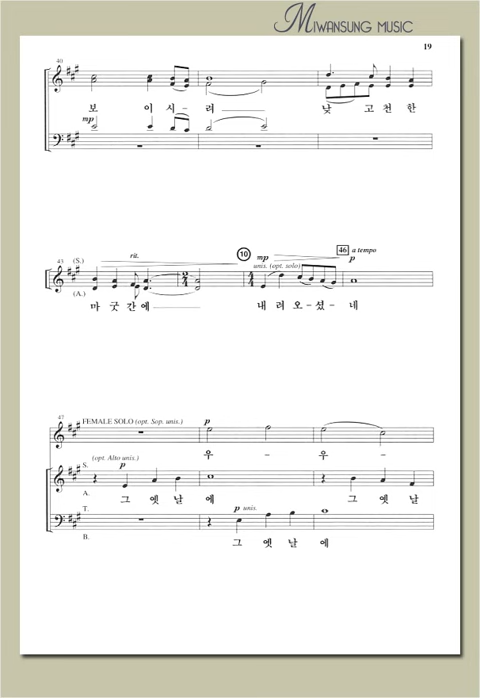 MIWANSUNG MUSIC
19
40
보 이 시 - 려 낮 고 천 한
mp
43 (S.) rit. 10 mp 46 a tempo
unis. (opt. solo) p
(A.)
마 굿 간 에 내 려 오 - 셨 - 네
47
FEMALE SOLO (opt. Sop. unis.) p
우 - 우 -
(opt. Alto unis.)
S. p
A.
그 옛 날 에 그 옛 날
T. p unis.
B.
그 옛 날 에